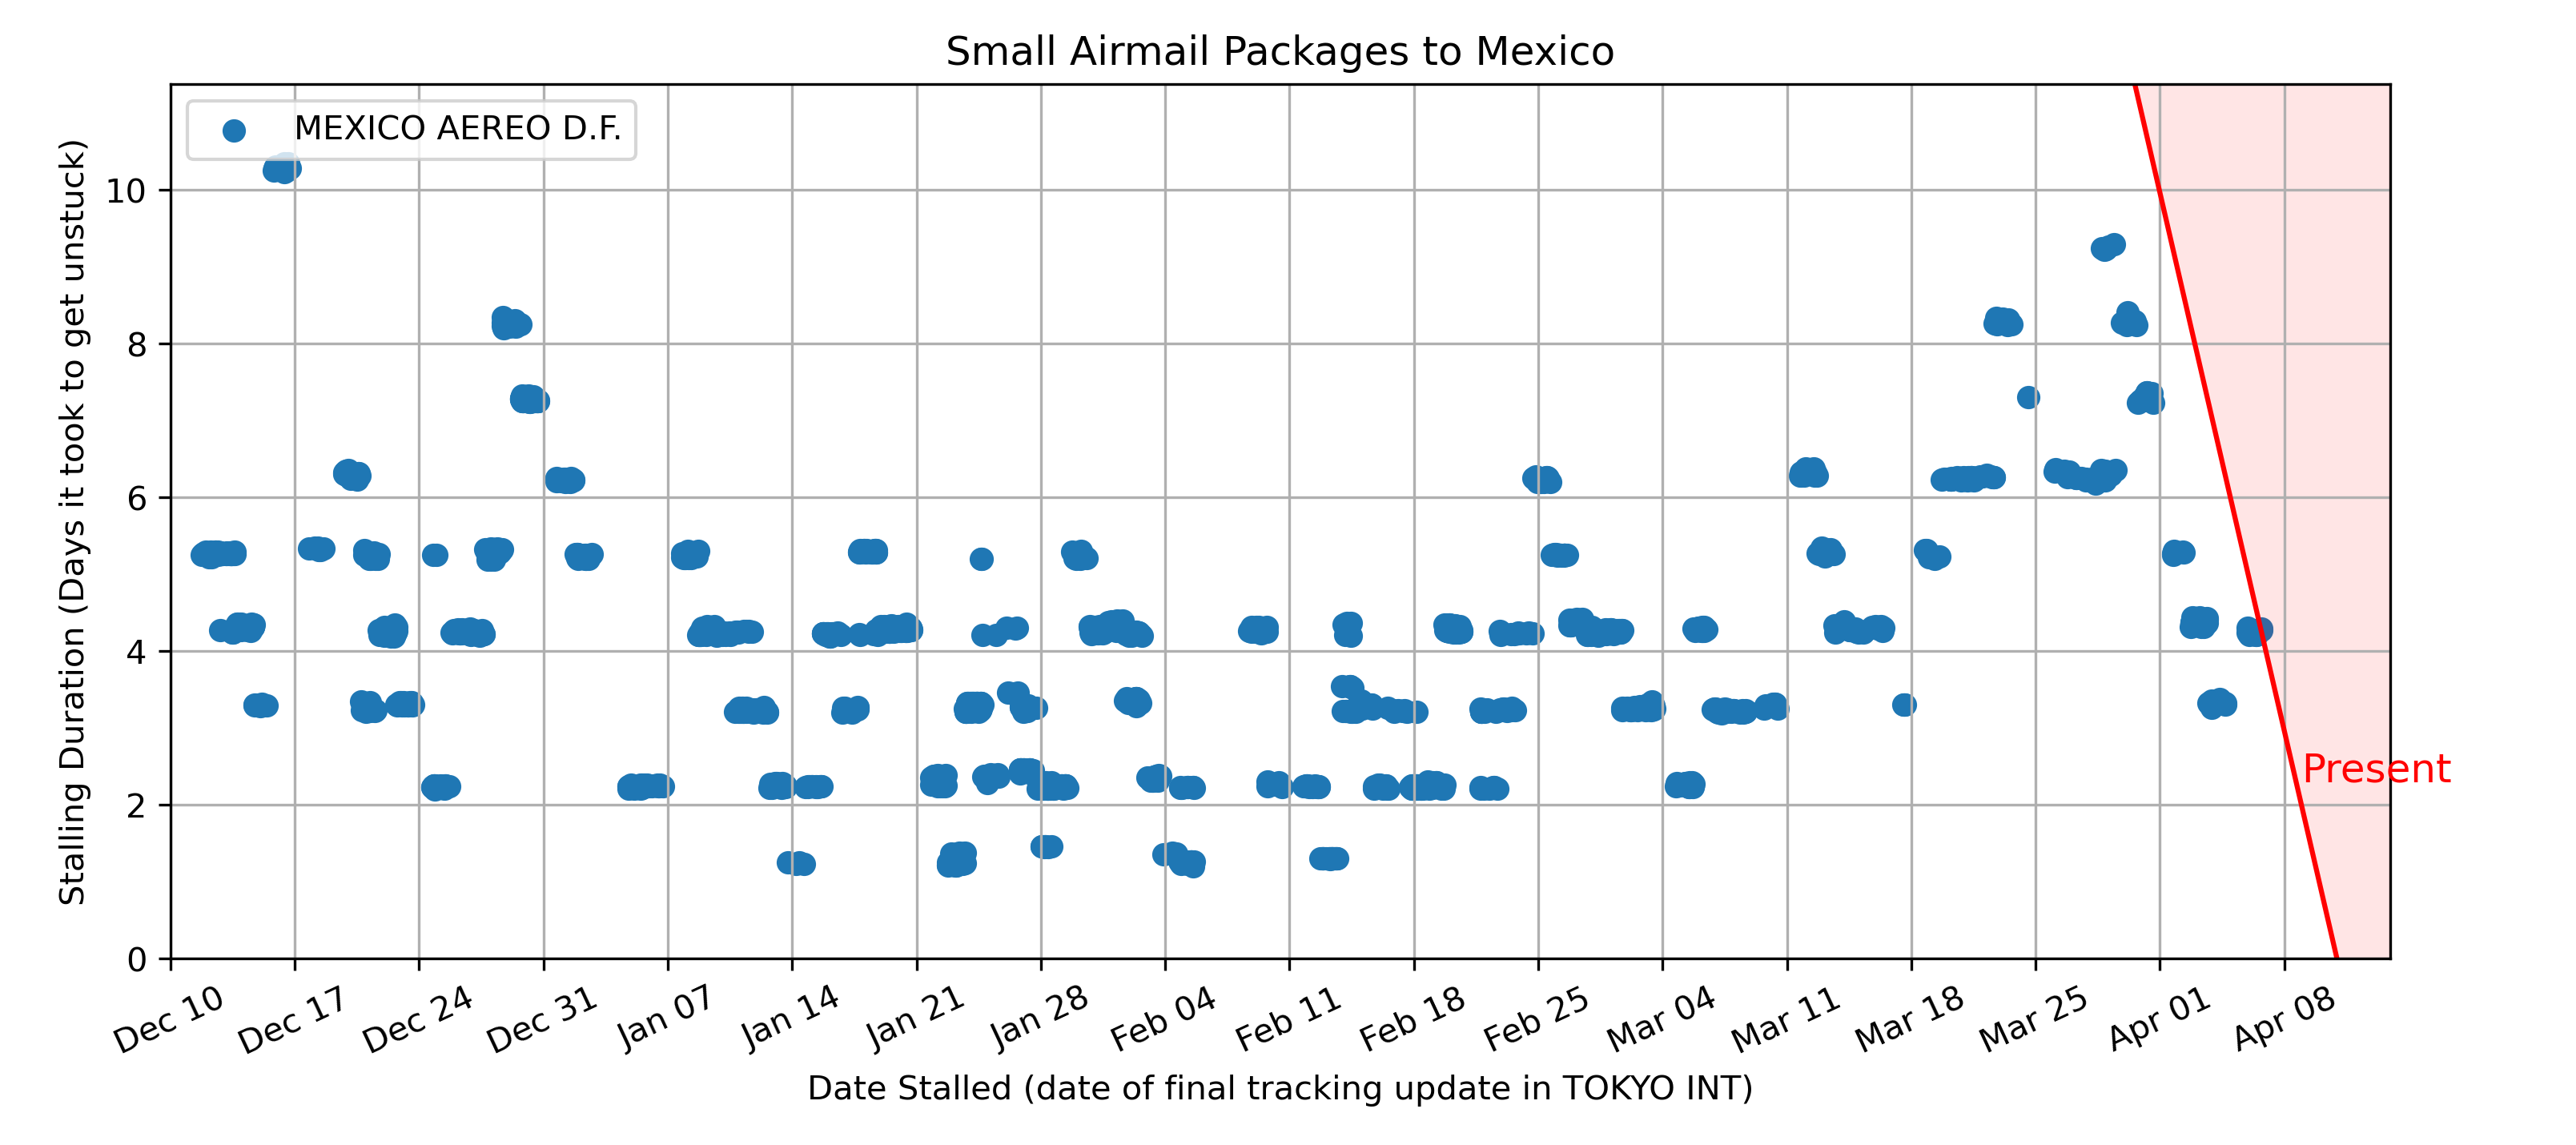 Small Airmail Packages to Mexico
MEXICO AEREO D.F.
Stalling Duration (Days it took to get unstuck)
10
8
6
4
2
0
Present
Dec 10
Dec 17
Dec 24
Dec 31
Jan 07
Jan 14
Jan 21
Jan 28
Feb 04
Feb 11
Feb 18
Feb 25
Mar 04
Mar 11
Mar 18
Mar 25
Apr 01
Apr 08
Date Stalled (date of final tracking update in TOKYO INT)